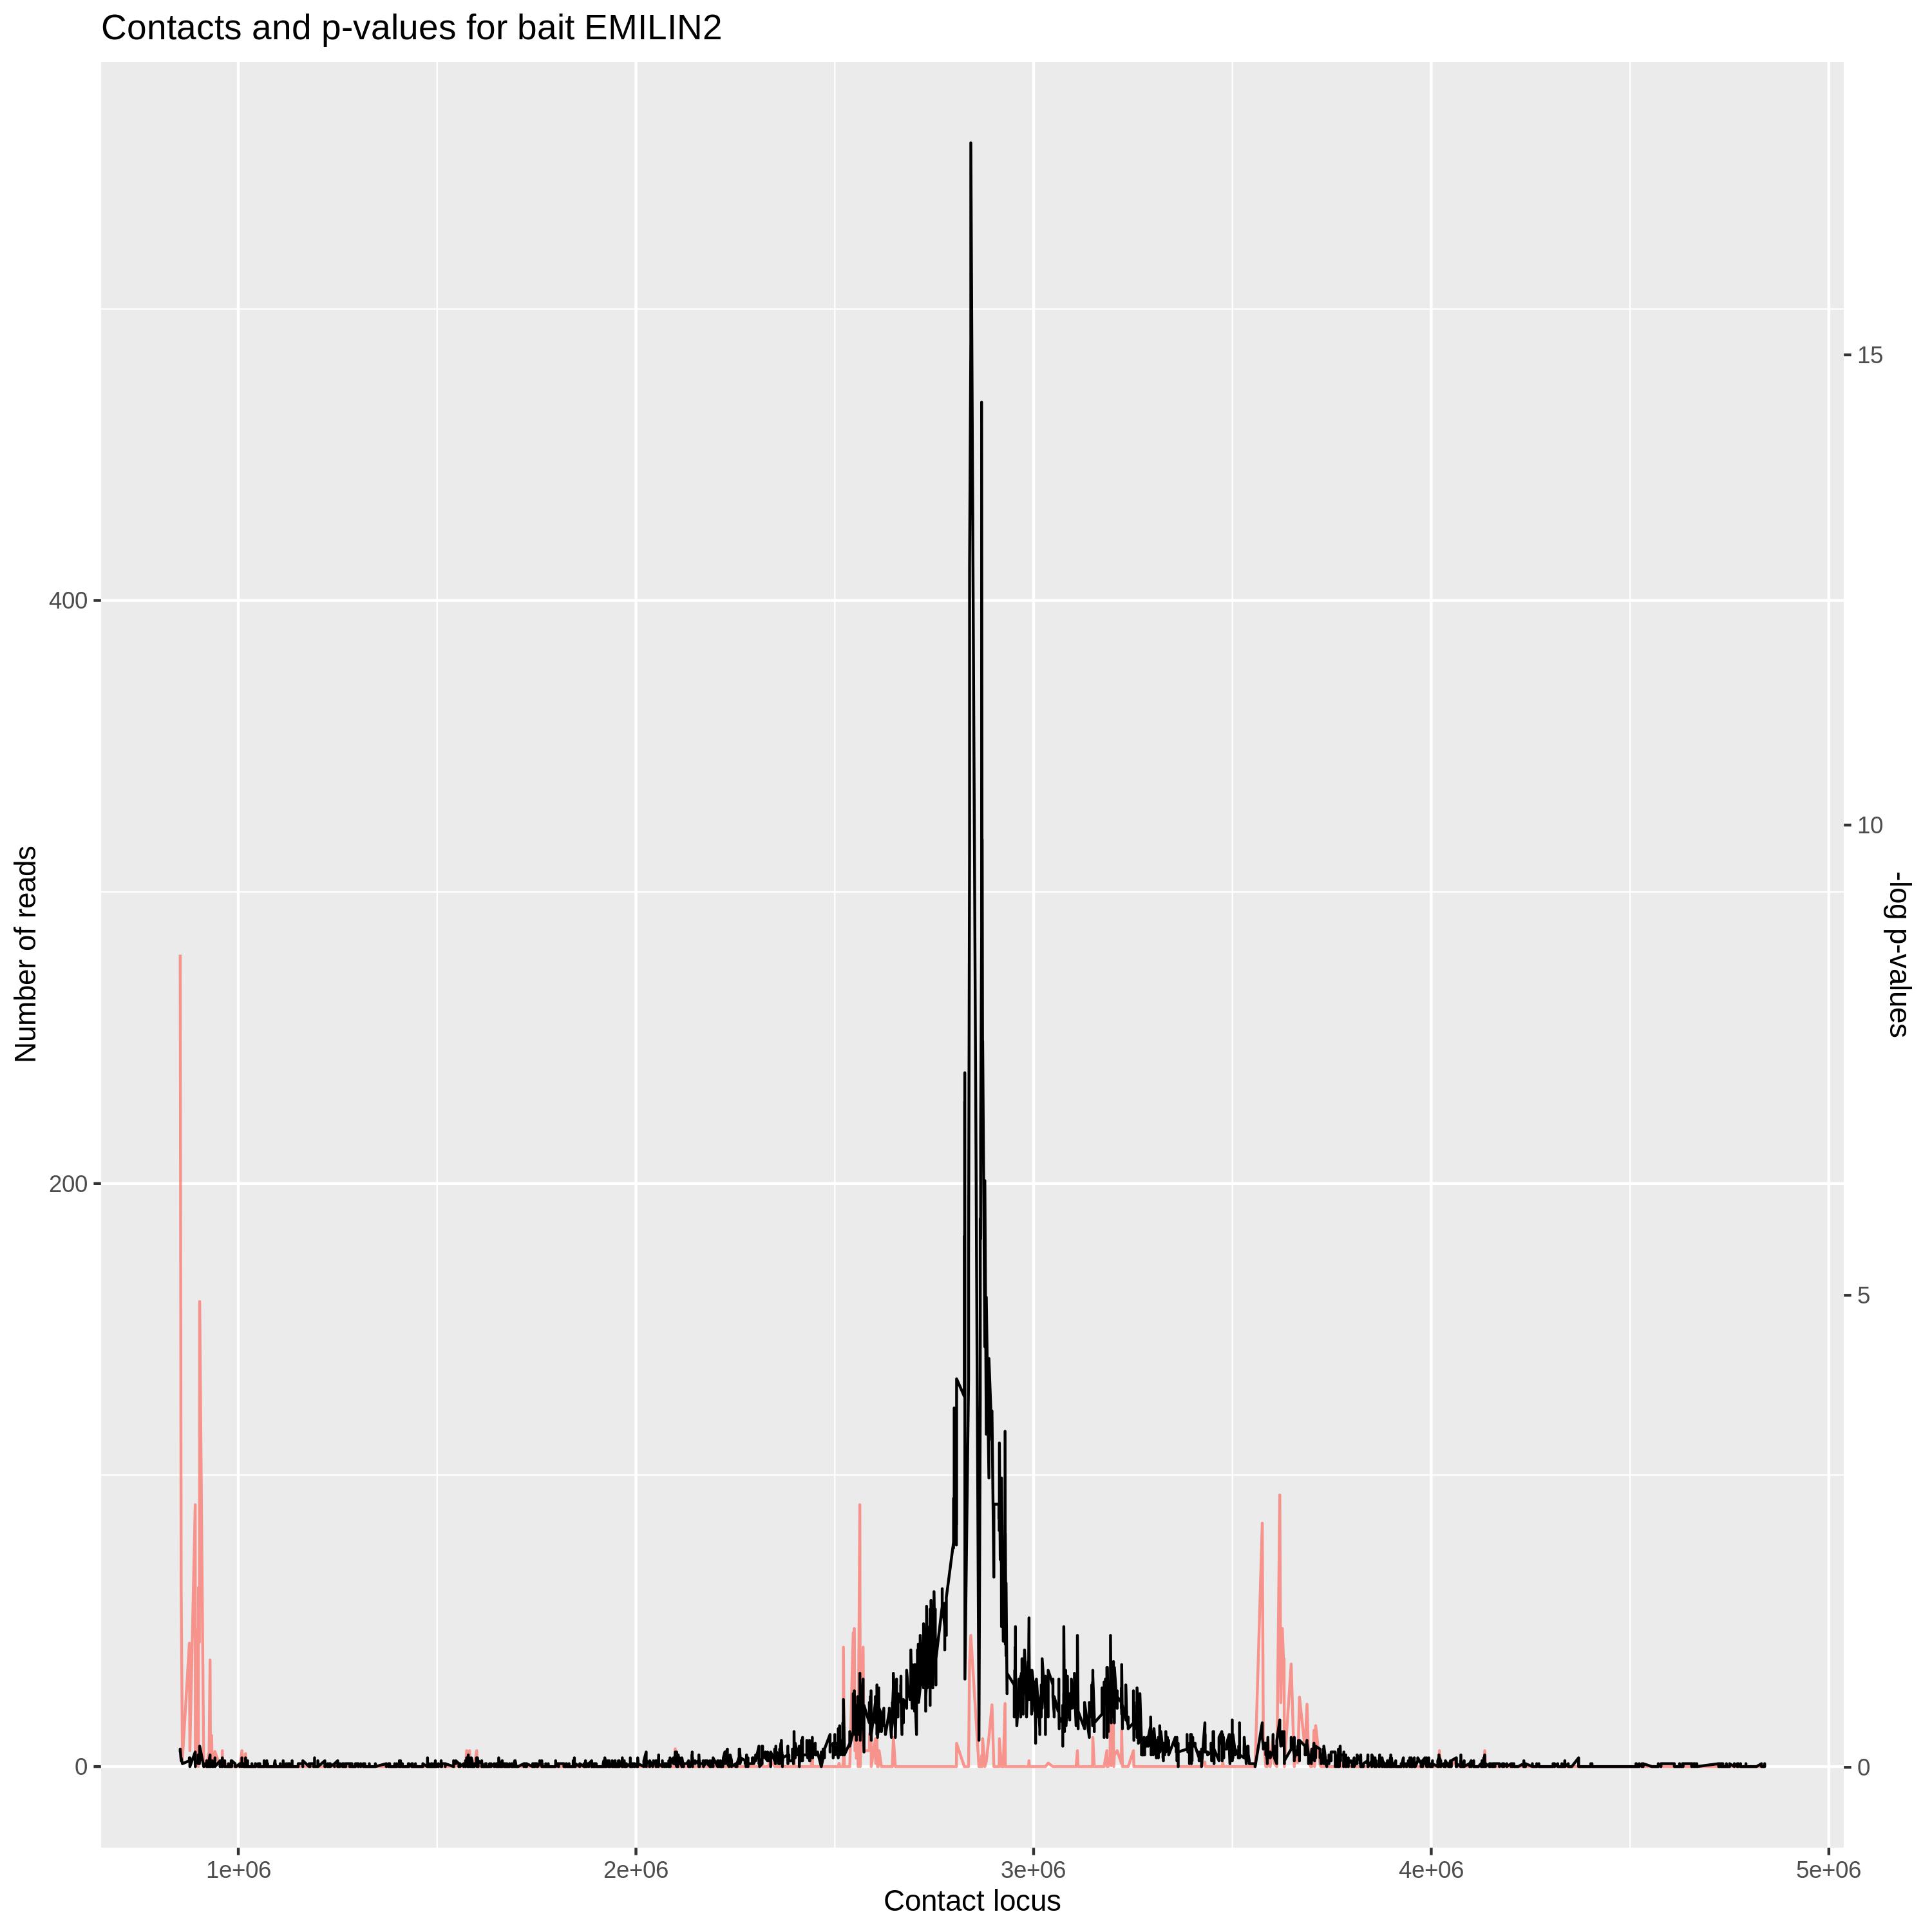 Contacts and p-values for bait EMILIN2
400
200
0
Number of reads
15
10
5
0
-log p-values
1e+06
2e+06
3e+06
4e+06
5e+06
Contact locus